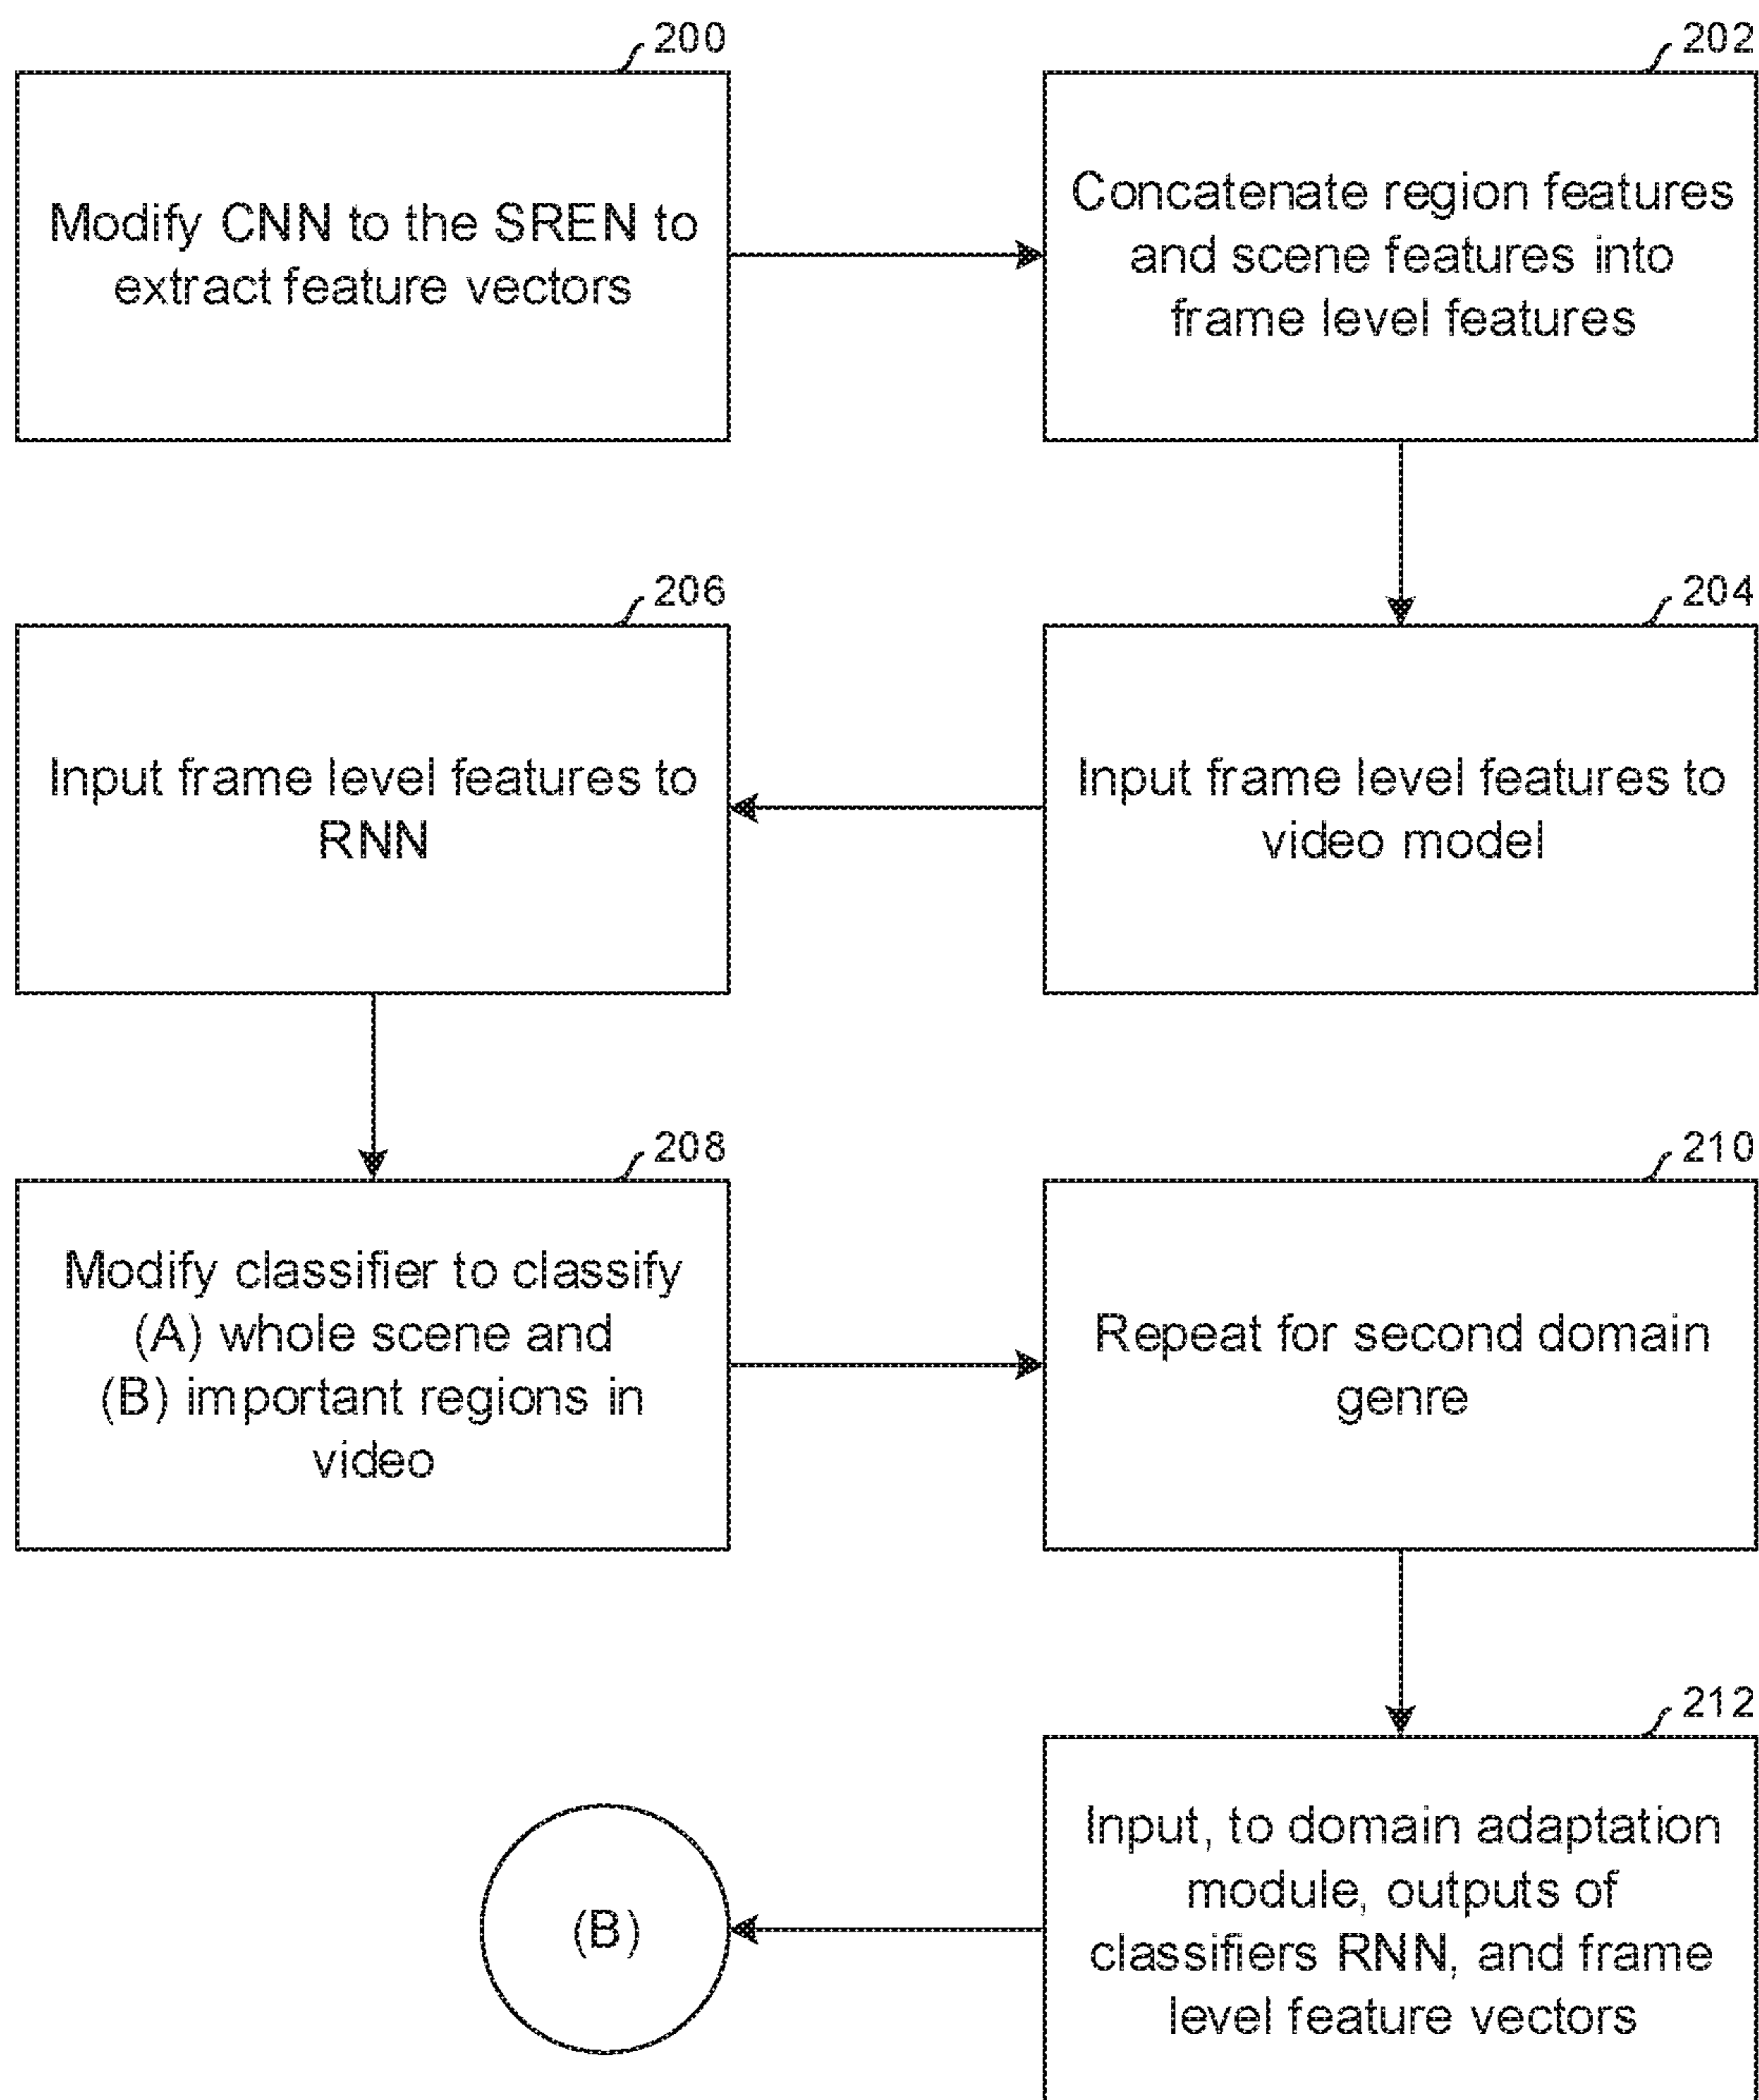 200
Modify CNN to the SREN to
extract feature vectors
202
Concatenate region features
and scene features into
frame level features
204
Input frame level features to
video model
206
Input frame level features to
RNN
208
Modify classifier to classify
(A) whole scene and
(B) important regions in
video
210
Repeat for second domain
genre
212
Input, to domain adaptation
module, outputs of
classifiers RNN, and frame
level feature vectors
(B)